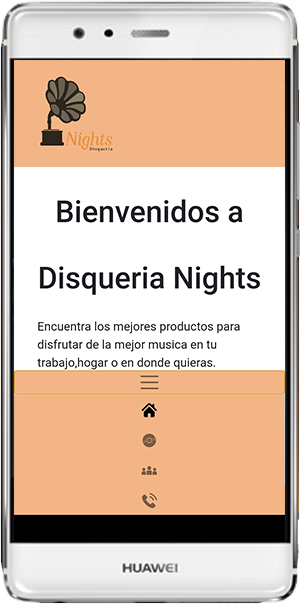 Nights
Disqueria
Bienvenidos a
Disqueria Nights
Encuentra los mejores productos para
disfrutar de la mejor musica en tu
trabajo,hogar o en donde quieras.
HUAWEI